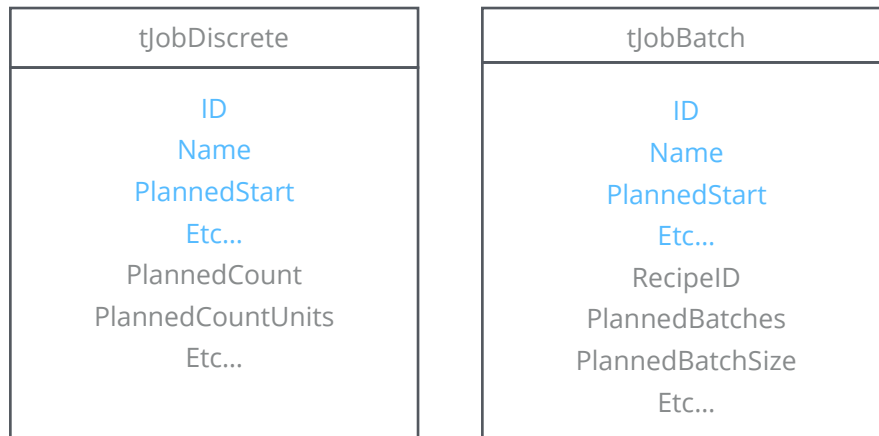 tJobDiscrete
ID
Name
PlannedStart
Etc...
PlannedCount
PlannedCountUnits
Etc...
tJobBatch
ID
Name
PlannedStart
Etc...
RecipeID
PlannedBatches
PlannedBatchSize
Etc...